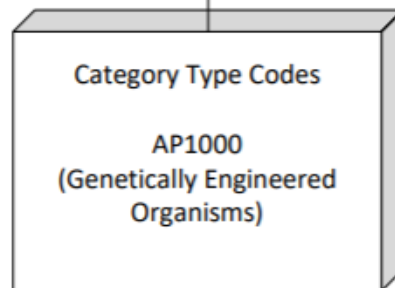 Category Type Codes
AP1000
(Genetically Engineered
Organisms)